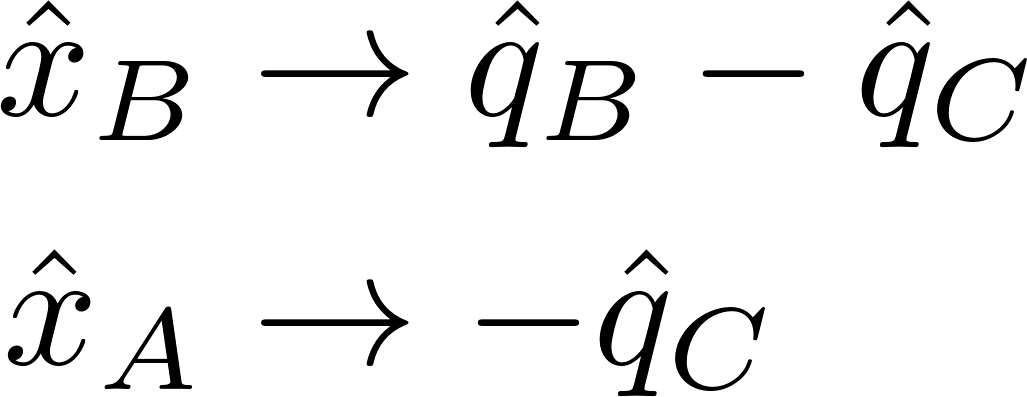 x̂_B → q̂_B − q̂_C
x̂_A → −q̂_C